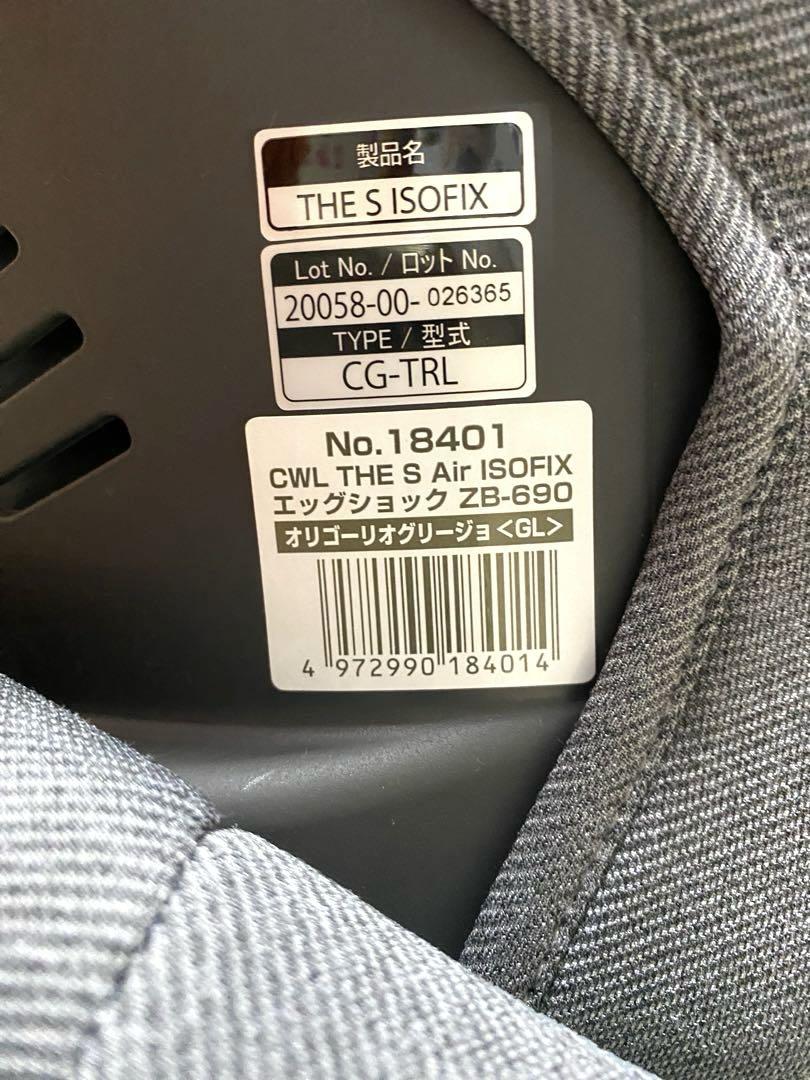 製品名
THE S ISOFIX
Lot No. / ロット No.
20058-00- 026365
TYPE / 型式
CG-TRL
No.18401
CWL THE S Air ISOFIX
エッグショック ZB-690
オリゴーリオグリージョ<GL>
4 972990 184014